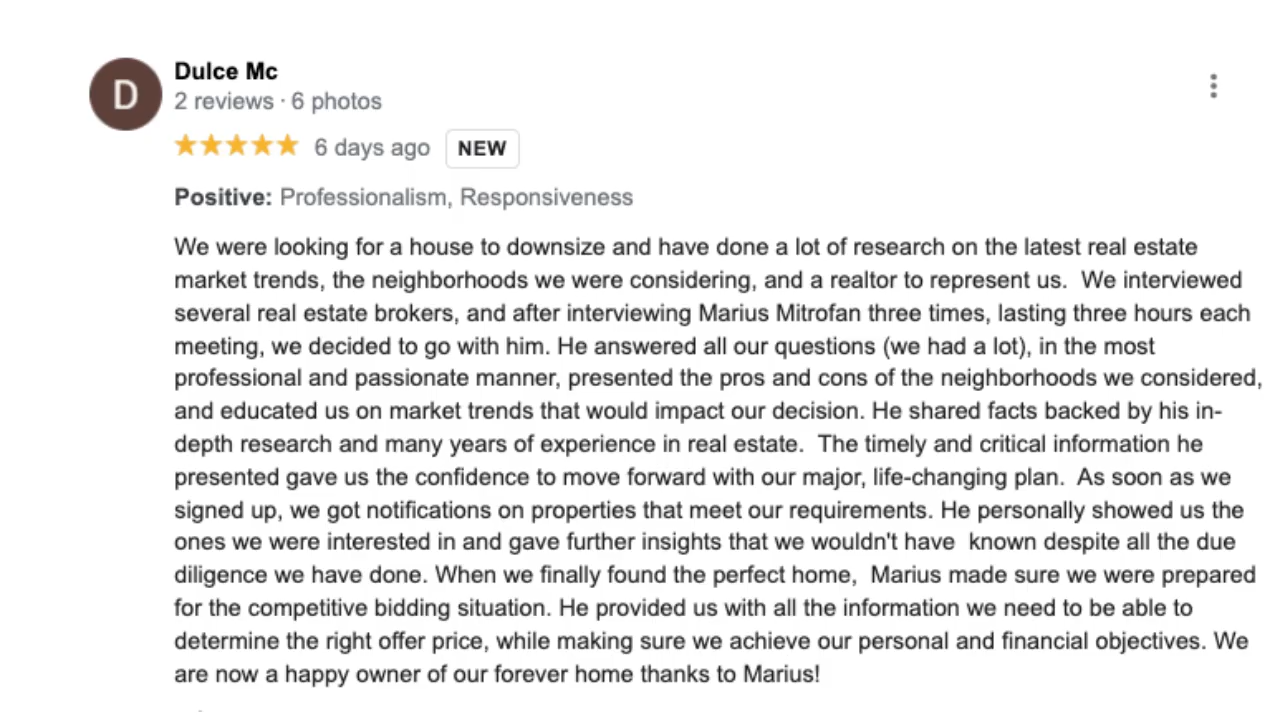 D
Dulce Mc
2 reviews · 6 photos
6 days ago NEW
Positive: Professionalism, Responsiveness
We were looking for a house to downsize and have done a lot of research on the latest real estate
market trends, the neighborhoods we were considering, and a realtor to represent us.  We interviewed
several real estate brokers, and after interviewing Marius Mitrofan three times, lasting three hours each
meeting, we decided to go with him. He answered all our questions (we had a lot), in the most
professional and passionate manner, presented the pros and cons of the neighborhoods we considered,
and educated us on market trends that would impact our decision. He shared facts backed by his in-
depth research and many years of experience in real estate.  The timely and critical information he
presented gave us the confidence to move forward with our major, life-changing plan.  As soon as we
signed up, we got notifications on properties that meet our requirements. He personally showed us the
ones we were interested in and gave further insights that we wouldn't have  known despite all the due
diligence we have done. When we finally found the perfect home,  Marius made sure we were prepared
for the competitive bidding situation. He provided us with all the information we need to be able to
determine the right offer price, while making sure we achieve our personal and financial objectives. We
are now a happy owner of our forever home thanks to Marius!